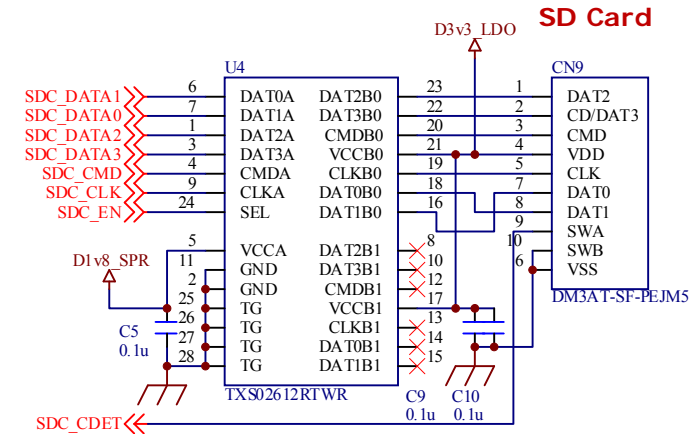 SD Card
D3v3_LDO
U4
CN9
SDC_DATA1 6 DAT0A DAT2B0 23 1 DAT2
SDC_DATA0 7 DAT1A DAT3B0 22 2 CD/DAT3
SDC_DATA2 1 DAT2A CMDB0 20 3 CMD
SDC_DATA3 3 DAT3A VCCB0 21 4 VDD
SDC_CMD 4 CMDA CLKB0 19 5 CLK
SDC_CLK 9 CLKA DAT0B0 18 7 DAT0
SDC_EN 24 SEL DAT1B0 16 8 DAT1
9 SWA
5 VCCA DAT2B1 8 10 SWB
D1v8_SPR 11 GND DAT3B1 10 6 VSS
2 GND CMDB1 12 DM3AT-SF-PEJM5
25 TG VCCB1 17
C5 26 TG CLKB1 13
0.1u 27 TG DAT0B1 14
28 TG DAT1B1 15
TXS02612RTWR C9 C10
0.1u 0.1u
SDC_CDET